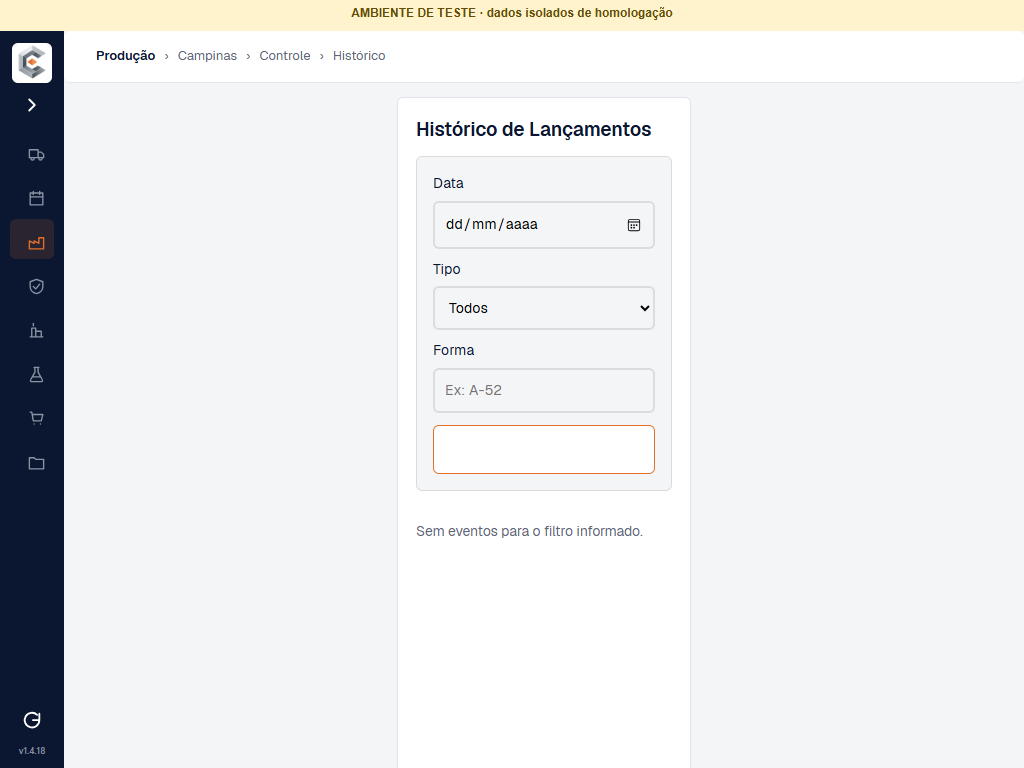 AMBIENTE DE TESTE · dados isolados de homologação
Produção › Campinas › Controle › Histórico
Histórico de Lançamentos
Data
dd/mm/aaaa
Tipo
Todos
Forma
Ex: A-52
Sem eventos para o filtro informado.
v1.4.18